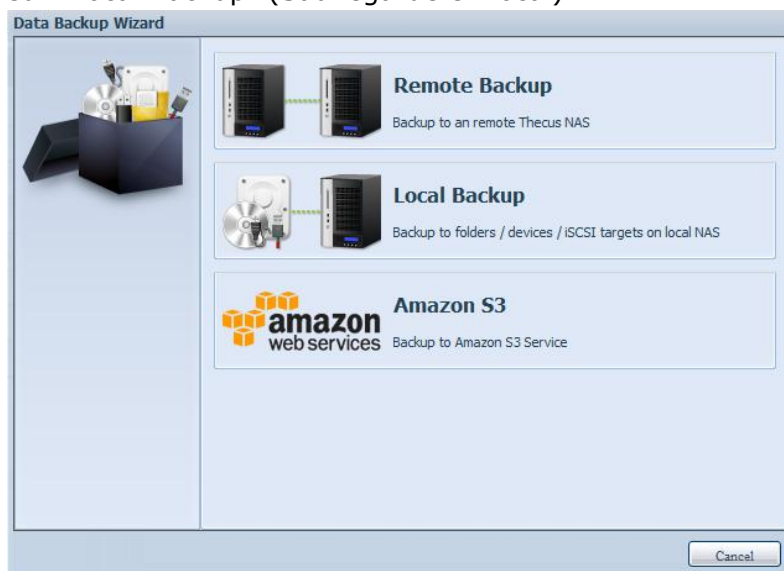 Data Backup Wizard
Remote Backup
Backup to an remote Thecus NAS
Local Backup
Backup to folders / devices / iSCSI targets on local NAS
amazon
web services
Amazon S3
Backup to Amazon S3 Service
Cancel